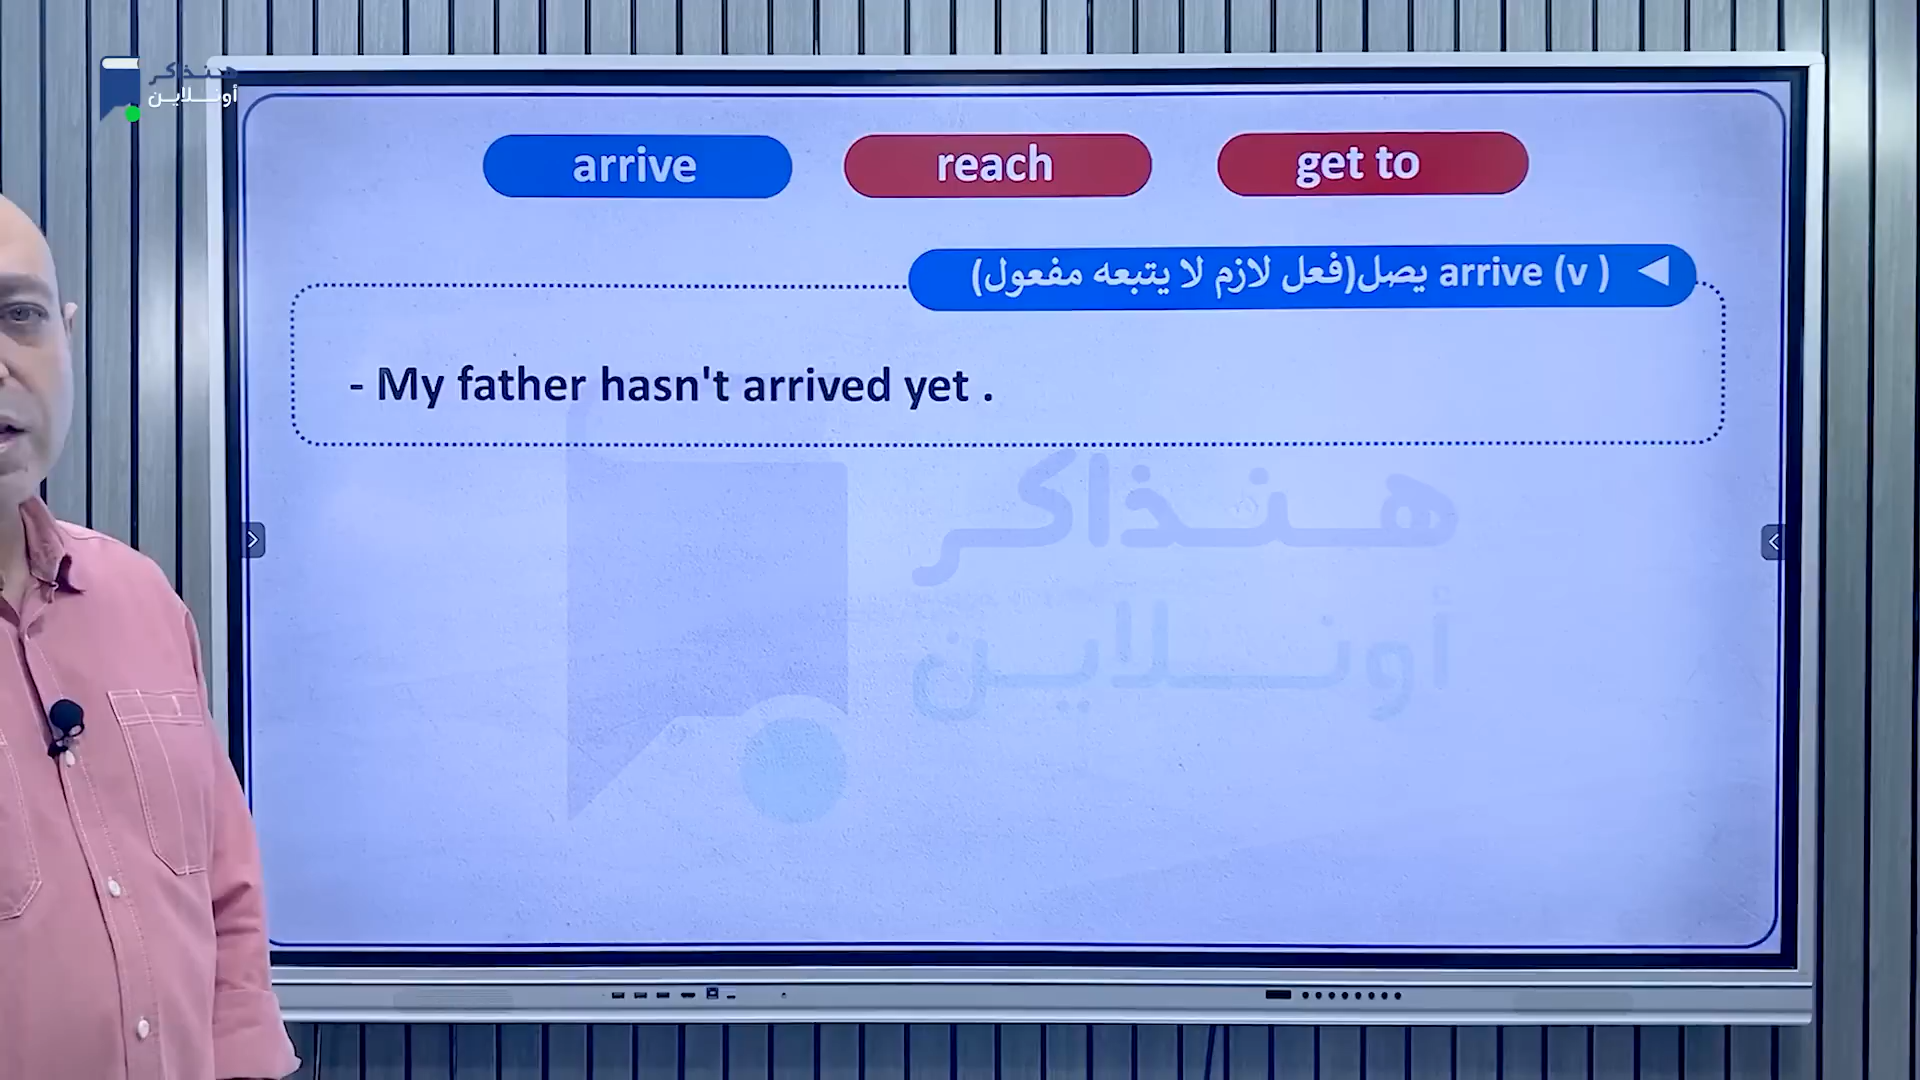 هنذاكر
أونلاين
arrive
reach
get to
arrive (v ) يصل(فعل لازم لا يتبعه مفعول)
- My father hasn't arrived yet .
هنذاكر
أونلاين